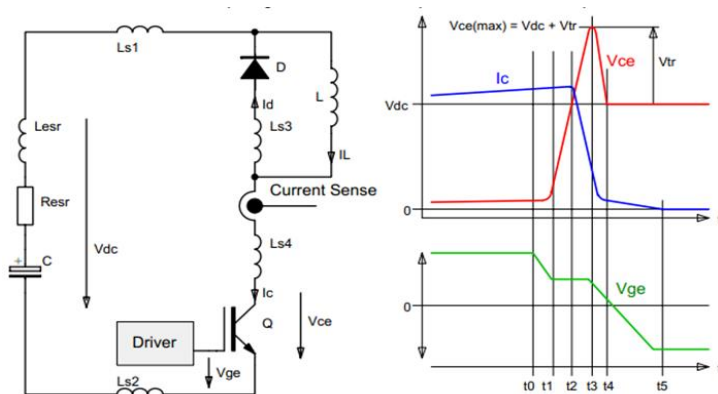 Ls1
D
L
Id
Ls3
IL
Lesr
Resr
Vdc
+
C
Current Sense
Ls4
Ic
Q
Driver
Vge
Vce
Ls2
Vce(max) = Vdc + Vtr
Ic
Vce
Vtr
Vdc
0
Vge
0
t0 t1 t2 t3 t4 t5